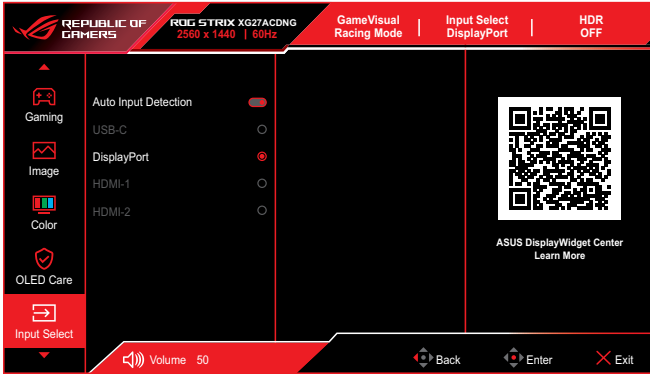 REPUBLIC OF
GAMERS
ROG STRIX XG27ACDNG
2560 x 1440 | 60Hz
GameVisual
Racing Mode
Input Select
DisplayPort
HDR
OFF
Gaming
Image
Color
OLED Care
Input Select
Auto Input Detection
USB-C
DisplayPort
HDMI-1
HDMI-2
ASUS DisplayWidget Center
Learn More
Volume 50
Back
Enter
Exit